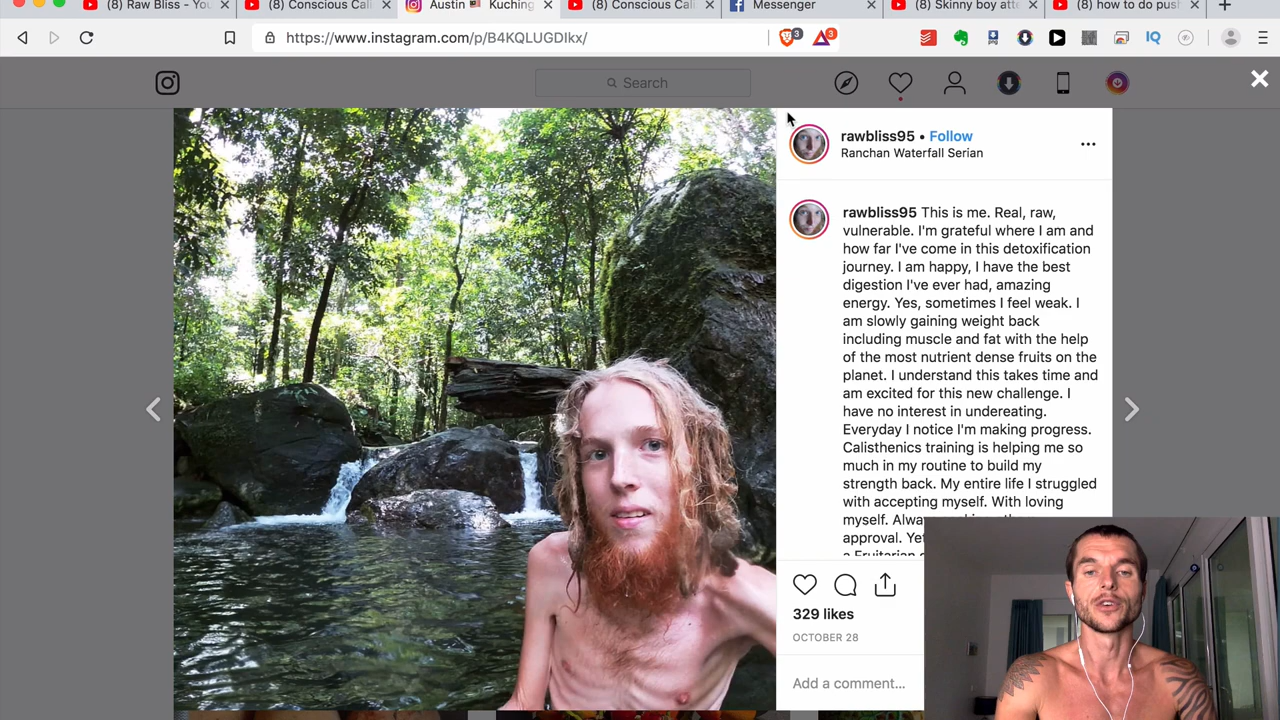 (8) Raw Bliss - You
(8) Conscious Cali
Austin Kuching
(8) Conscious Cali
Messenger
(8) Skinny boy atte
(8) how to do push
https://www.instagram.com/p/B4KQLUGDIkx/
3
3
IQ
Search
rawbliss95 • Follow
Ranchan Waterfall Serian
rawbliss95 This is me. Real, raw,
vulnerable. I'm grateful where I am and
how far I've come in this detoxification
journey. I am happy, I have the best
digestion I've ever had, amazing
energy. Yes, sometimes I feel weak. I
am slowly gaining weight back
including muscle and fat with the help
of the most nutrient dense fruits on the
planet. I understand this takes time and
am excited for this new challenge. I
have no interest in undereating.
Everyday I notice I'm making progress.
Calisthenics training is helping me so
much in my routine to build my
strength back. My entire life I struggled
with accepting myself. With loving
myself.
approval.
a Fruitarian
329 likes
OCTOBER 28
Add a comment...